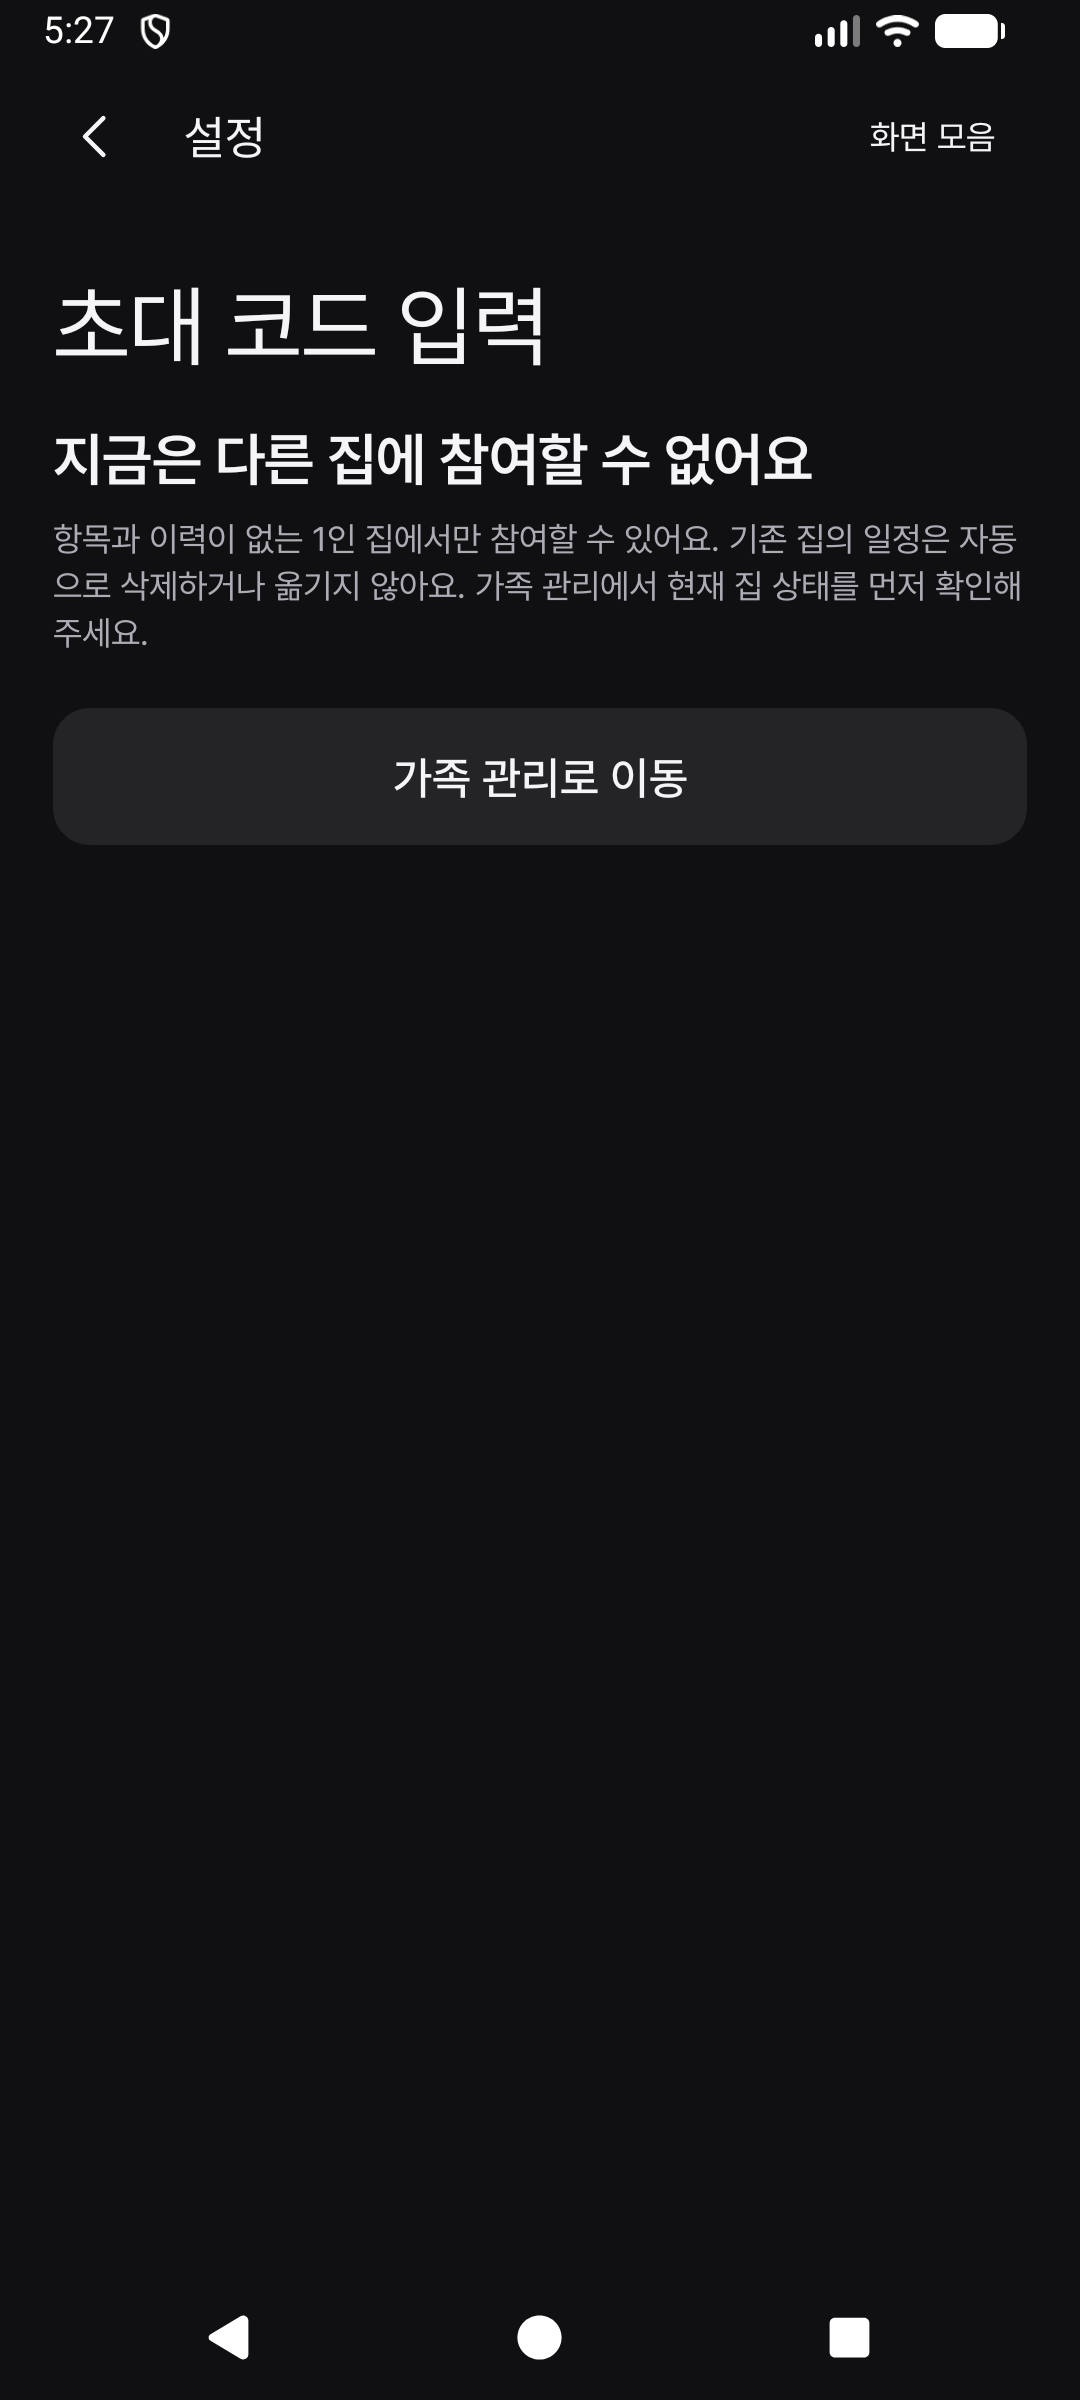 5:27
설정
화면 모음
초대 코드 입력
지금은 다른 집에 참여할 수 없어요
항목과 이력이 없는 1인 집에서만 참여할 수 있어요. 기존 집의 일정은 자동
으로 삭제하거나 옮기지 않아요. 가족 관리에서 현재 집 상태를 먼저 확인해
주세요.
가족 관리로 이동